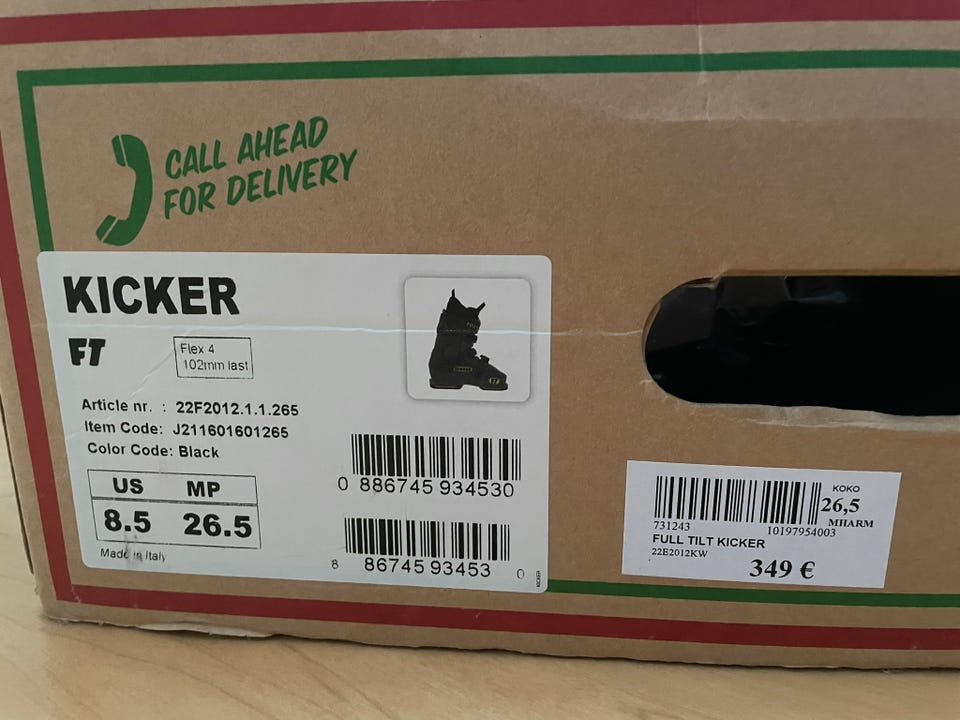 CALL AHEAD
FOR DELIVERY
KICKER
FT
Flex 4
102mm last
Article nr. : 22F2012.1.1.265
Item Code: J211601601265
Color Code: Black
US MP
8.5 26.5
Made in Italy
0 886745 934530
8 86745 93453 0
KICKER
KOKO
26,5
MHARM
731243 10197954003
FULL TILT KICKER
22E2012KW
349 €